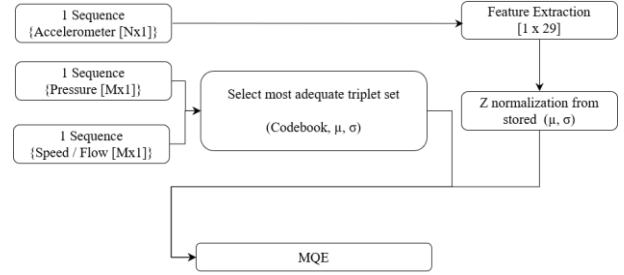 1 Sequence
{Accelerometer [Nx1]}
Feature Extraction
[1 x 29]
1 Sequence
{Pressure [Mx1]}
Select most adequate triplet set
(Codebook, μ, σ)
Z normalization from
stored (μ, σ)
1 Sequence
{Speed / Flow [Mx1]}
MQE